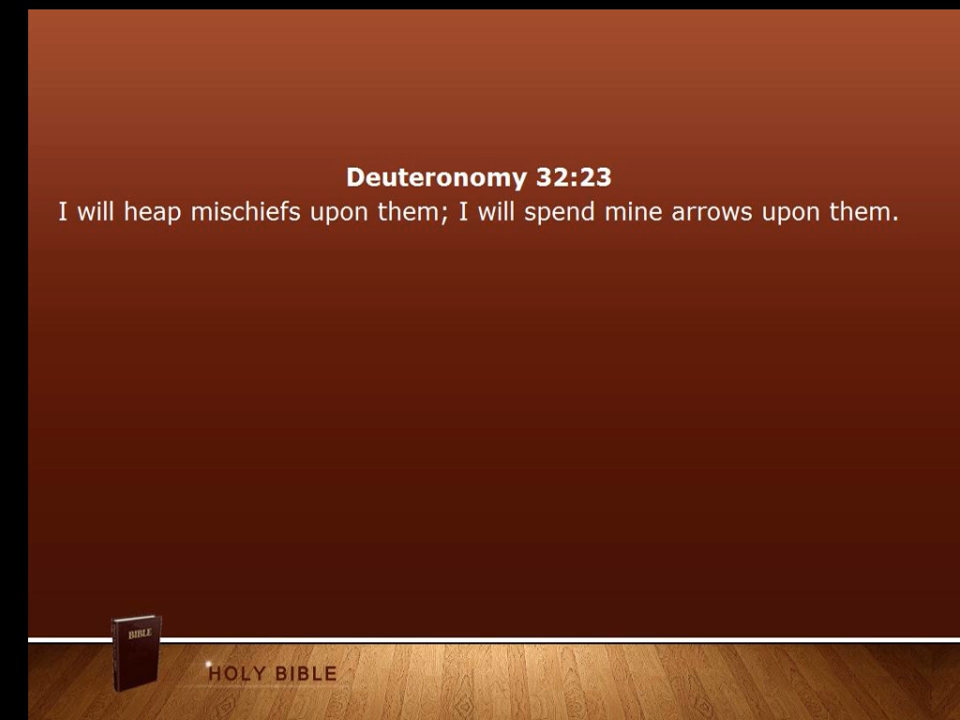 Deuteronomy 32:23
I will heap mischiefs upon them; I will spend mine arrows upon them.
BIBLE
HOLY BIBLE